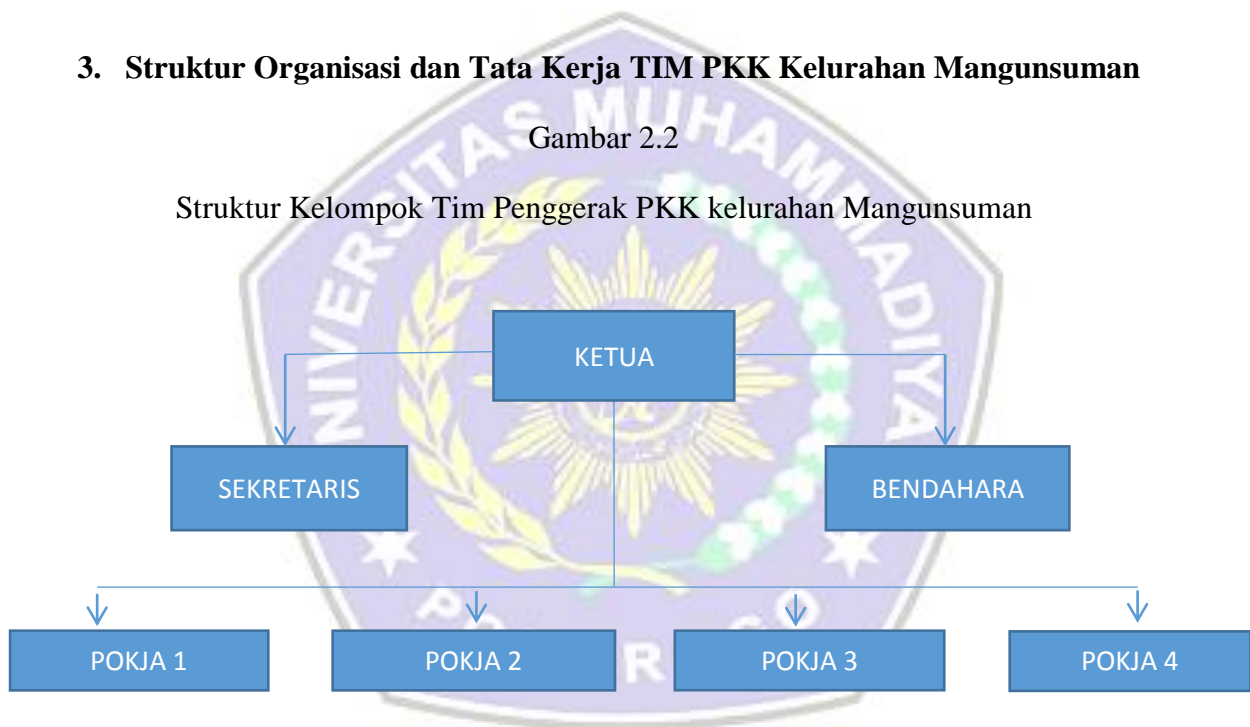 3. Struktur Organisasi dan Tata Kerja TIM PKK Kelurahan Mangunsuman
Gambar 2.2
Struktur Kelompok Tim Penggerak PKK kelurahan Mangunsuman
KETUA
SEKRETARIS
BENDAHARA
POKJA 1
POKJA 2
POKJA 3
POKJA 4